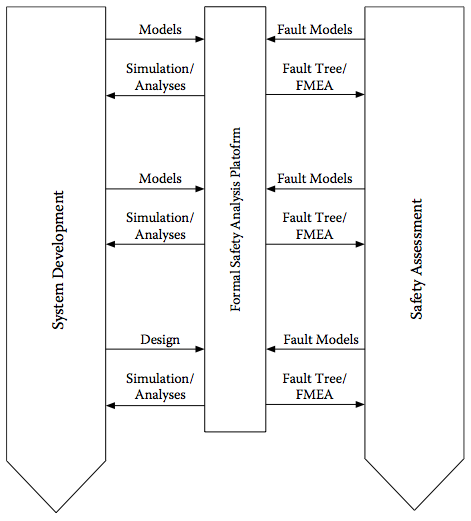 Models
Fault Models
Simulation/
Analyses
Fault Tree/
FMEA
Models
Fault Models
Simulation/
Analyses
Fault Tree/
FMEA
System Development
Formal Safety Analysis Platofrm
Safety Assessment
Design
Fault Models
Simulation/
Analyses
Fault Tree/
FMEA